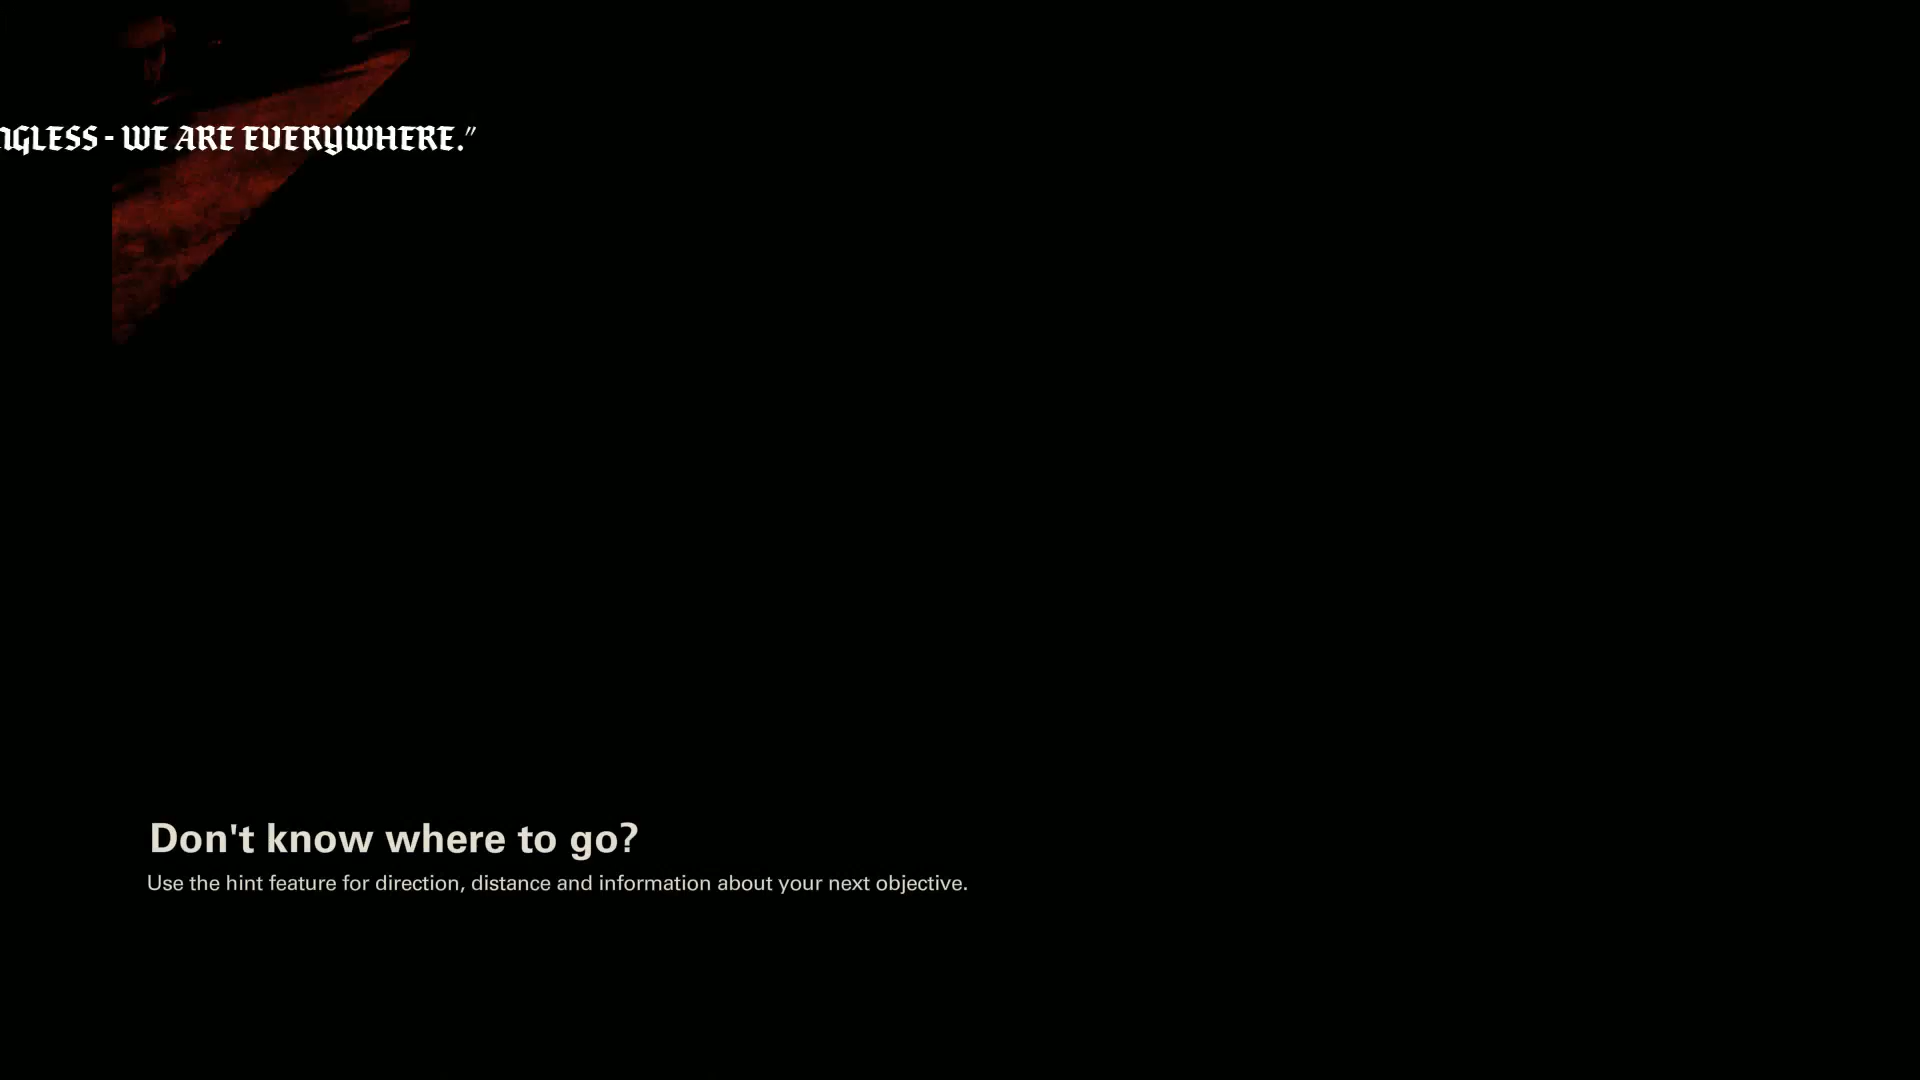 NGLESS - WE ARE EVERYWHERE.”
Don't know where to go?
Use the hint feature for direction, distance and information about your next objective.